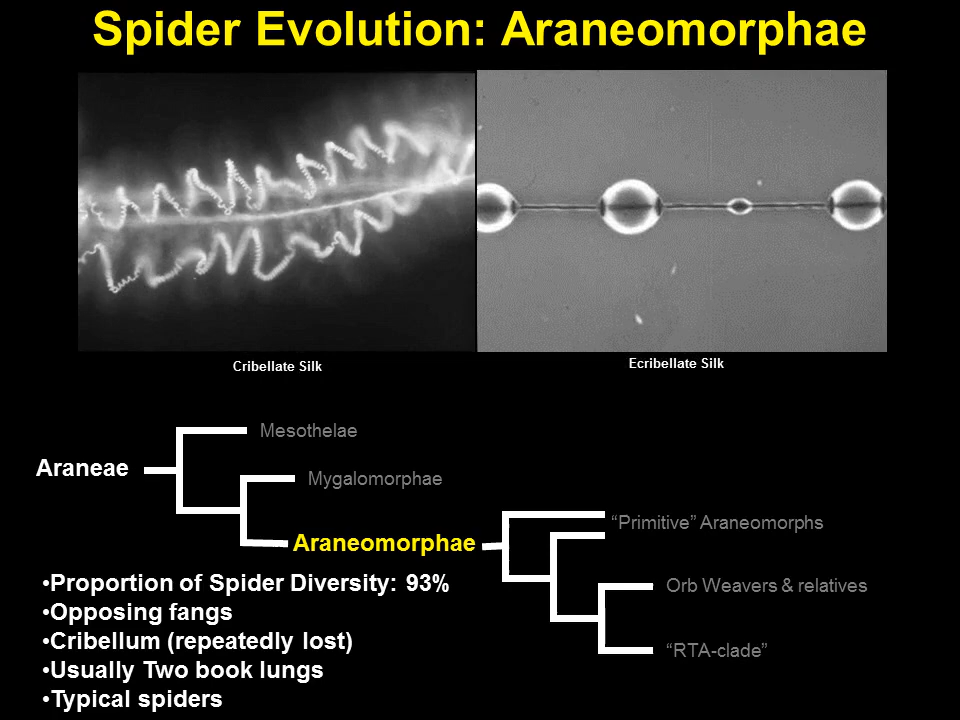 Spider Evolution: Araneomorphae
Cribellate Silk
Ecribellate Silk
Mesothelae
Araneae
Mygalomorphae
“Primitive” Araneomorphs
Araneomorphae
•Proportion of Spider Diversity: 93%
Orb Weavers & relatives
•Opposing fangs
•Cribellum (repeatedly lost)
“RTA-clade”
•Usually Two book lungs
•Typical spiders